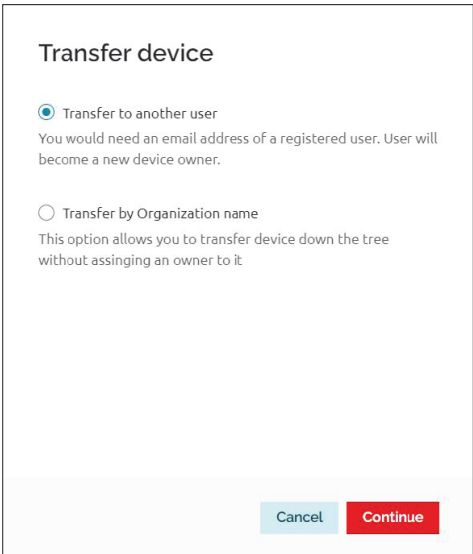 Transfer device
Transfer to another user
You would need an email address of a registered user. User will
become a new device owner.
Transfer by Organization name
This option allows you to transfer device down the tree
without assinging an owner to it
Cancel
Continue